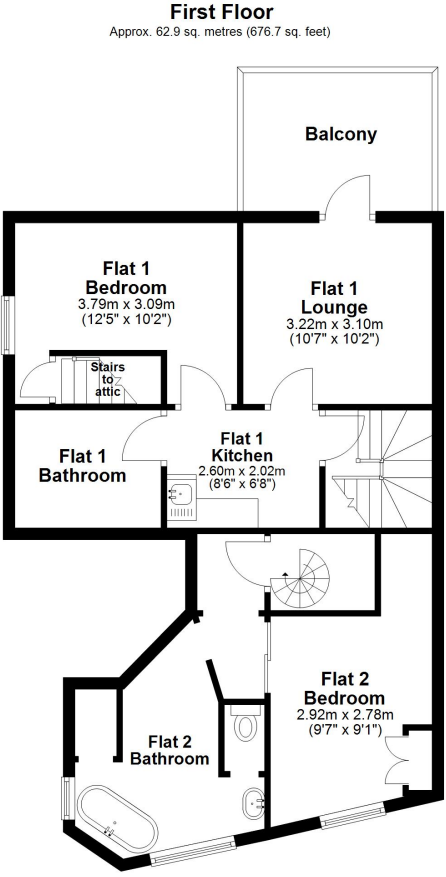 First Floor
Approx. 62.9 sq. metres (676.7 sq. feet)
Balcony
Flat 1
Bedroom
3.79m x 3.09m
(12'5" x 10'2")
Flat 1
Lounge
3.22m x 3.10m
(10'7" x 10'2")
Stairs
to
attic
Flat 1
Bathroom
Flat 1
Kitchen
2.60m x 2.02m
(8'6" x 6'8")
Flat 2
Bedroom
2.92m x 2.78m
(9'7" x 9'1")
Flat 2
Bathroom